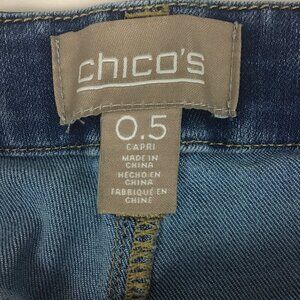 chico's
0.5
CAPRI
MADE IN
CHINA
HECHO EN
CHINA
FABRIQUÉ EN
CHINE